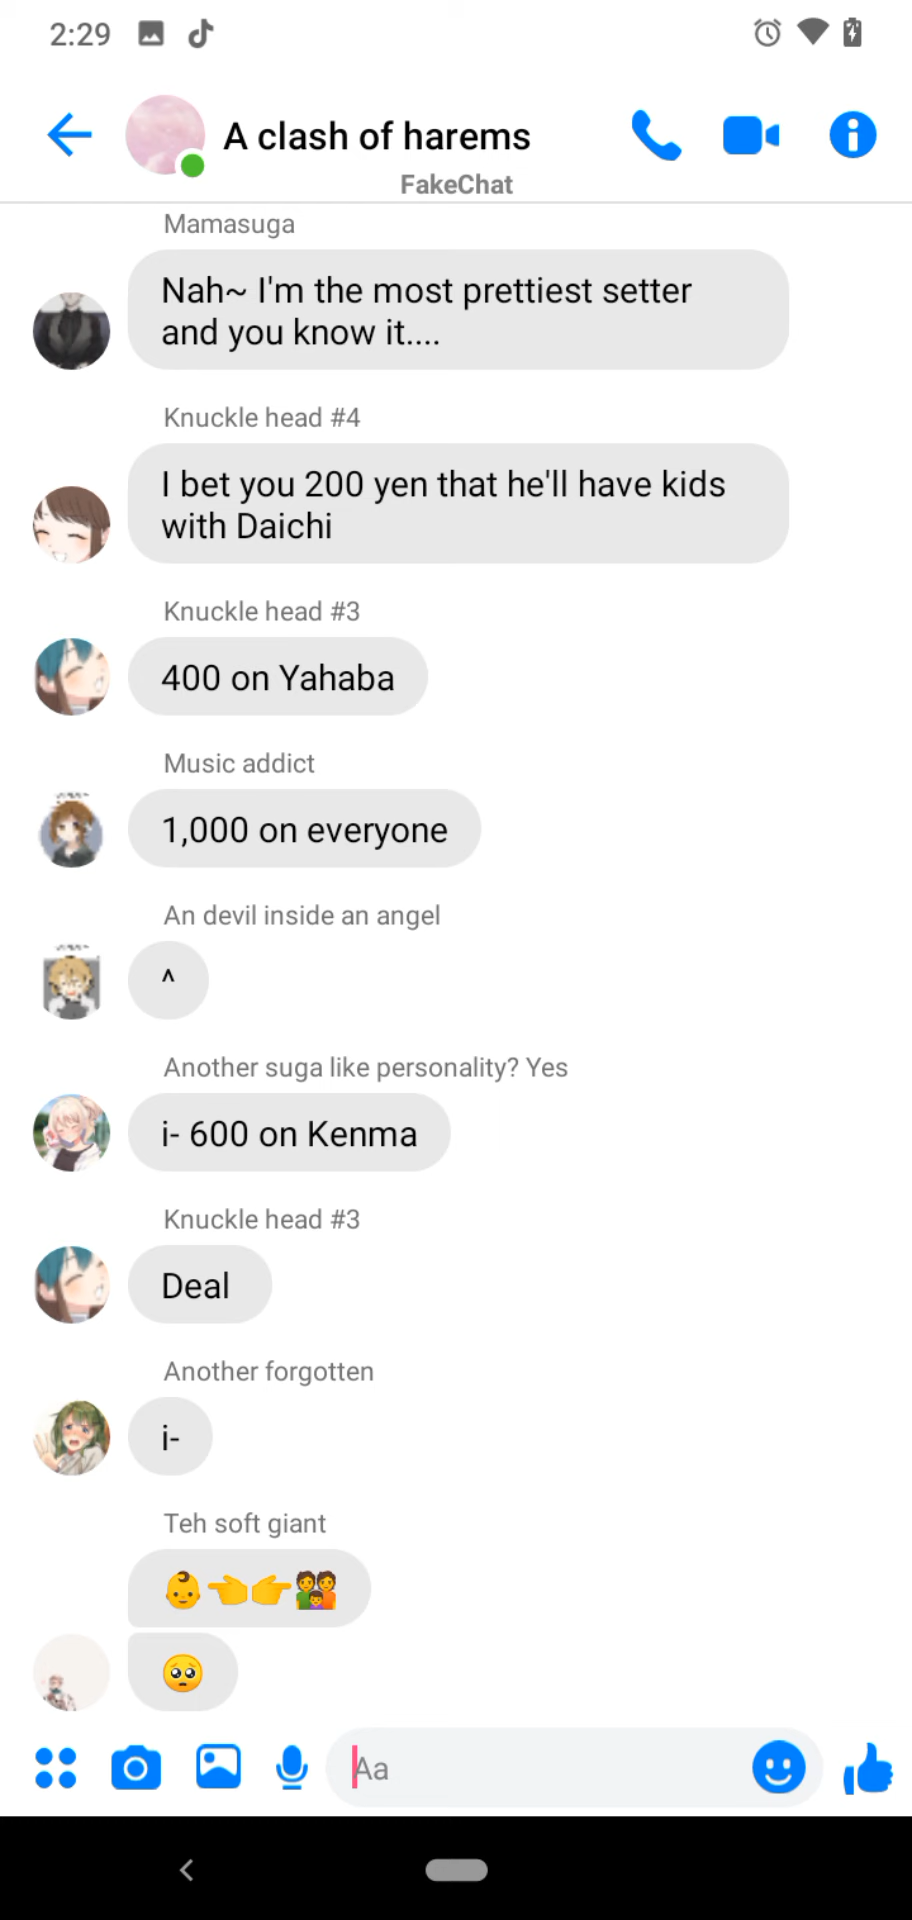 2:29
A clash of harems
FakeChat
Mamasuga
Nah~ I'm the most prettiest setter
and you know it....
Knuckle head #4
I bet you 200 yen that he'll have kids
with Daichi
Knuckle head #3
400 on Yahaba
Music addict
1,000 on everyone
An devil inside an angel
^
Another suga like personality? Yes
i- 600 on Kenma
Knuckle head #3
Deal
Another forgotten
i-
Teh soft giant
👶👈👉👪
🥺
Aa